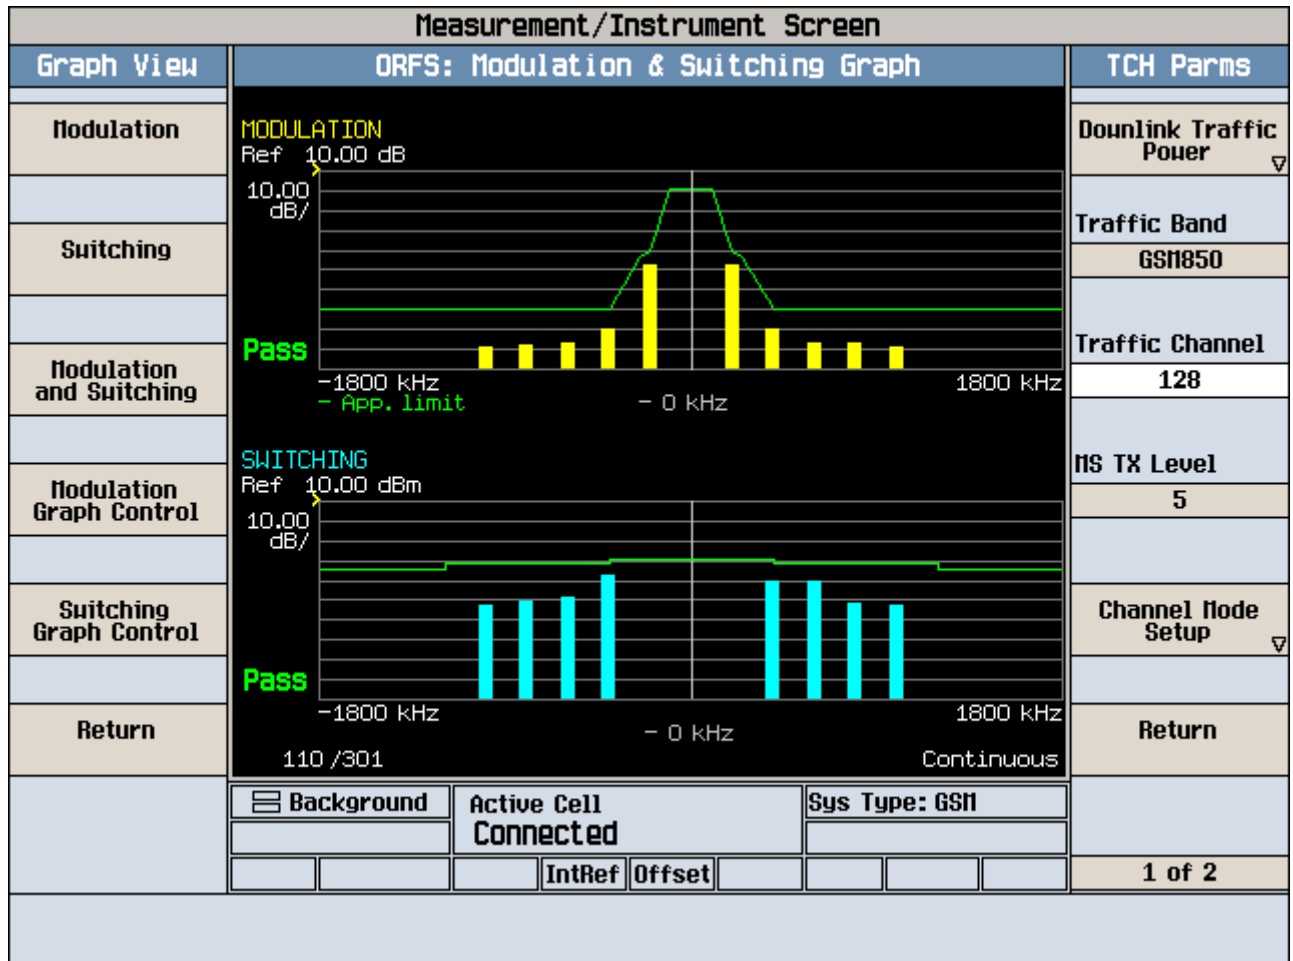 Measurement/Instrument Screen
Graph View
ORFS: Modulation & Switching Graph
TCH Parms
Modulation
Switching
Modulation
and Switching
Modulation
Graph Control
Switching
Graph Control
Return
MODULATION
Ref 10.00 dB
10.00
dB/
Pass
-1800 kHz
1800 kHz
- App. limit
- 0 kHz
SWITCHING
Ref 10.00 dBm
10.00
dB/
Pass
-1800 kHz
1800 kHz
- 0 kHz
110 /301
Continuous
Downlink Traffic
Power
Traffic Band
GSM850
Traffic Channel
128
MS TX Level
5
Channel Mode
Setup
Return
1 of 2
Background
Active Cell
Connected
Sys Type: GSM
IntRef
Offset